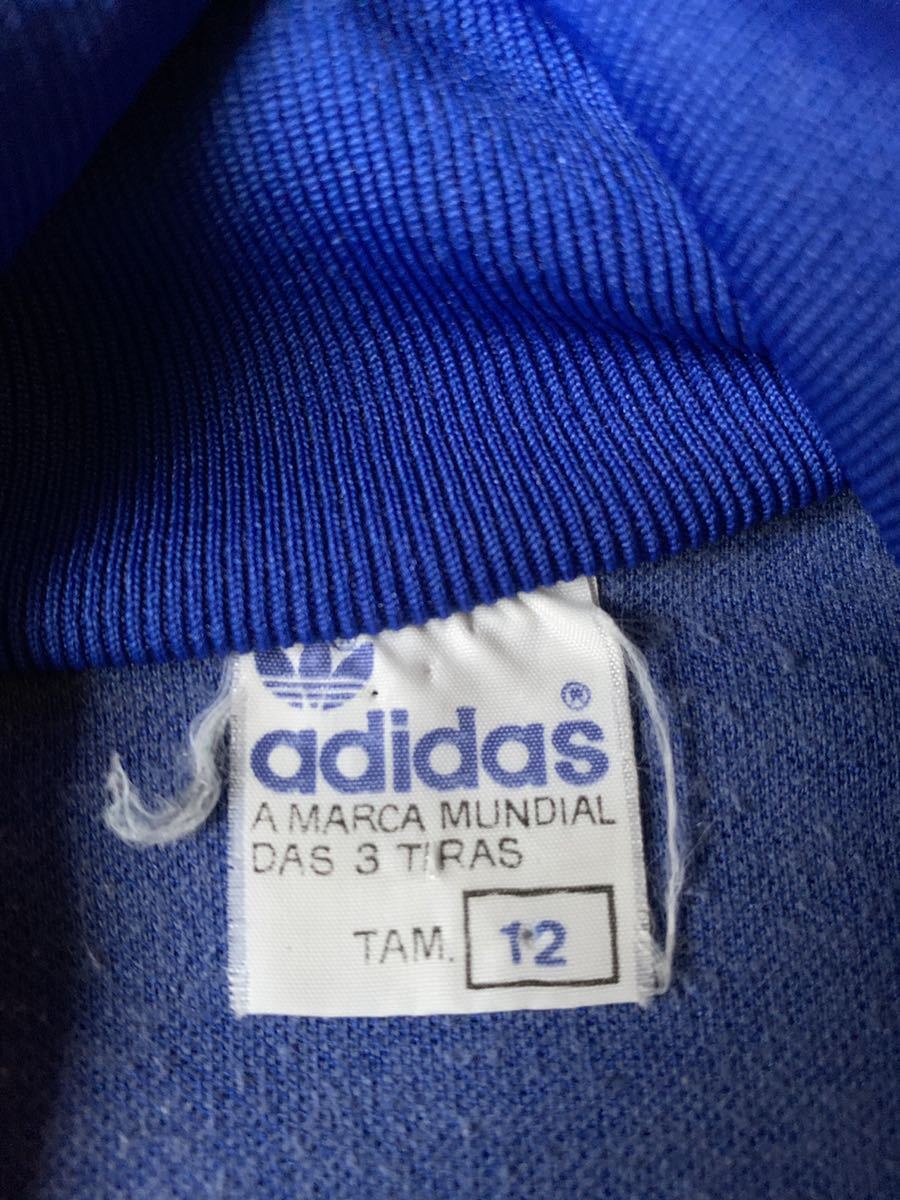 adidas®
A MARCA MUNDIAL
DAS 3 TIRAS
TAM. 12